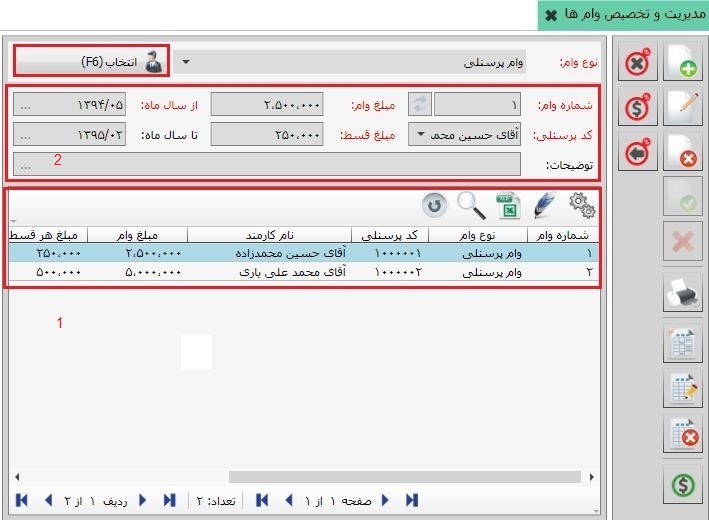 مدیریت و تخصیص وام ها
نوع وام: وام پرسنلی انتخاب (F6)
شماره وام: ۱ مبلغ وام: ۲،۵۰۰،۰۰۰ از سال ماه: ۱۳۹۴/۰۵ ...
کد پرسنلی: آقای حسین محمد مبلغ قسط: ۲۵۰،۰۰۰ تا سال ماه: ۱۳۹۵/۰۲ ...
توضیحات: ...
2
شماره وام نوع وام کد پرسنلی نام کارمند مبلغ وام مبلغ هر قسط
۱ وام پرسنلی ۱۰۰۰۰۰۱ آقای حسین محمدزاده ۲،۵۰۰،۰۰۰ ۲۵۰،۰۰۰
۲ وام پرسنلی ۱۰۰۰۰۰۲ آقای محمد علی یاری ۵،۰۰۰،۰۰۰ ۵۰۰،۰۰۰
1
صفحه ۱ از ۱ تعداد: ۲ ردیف ۱ از ۲